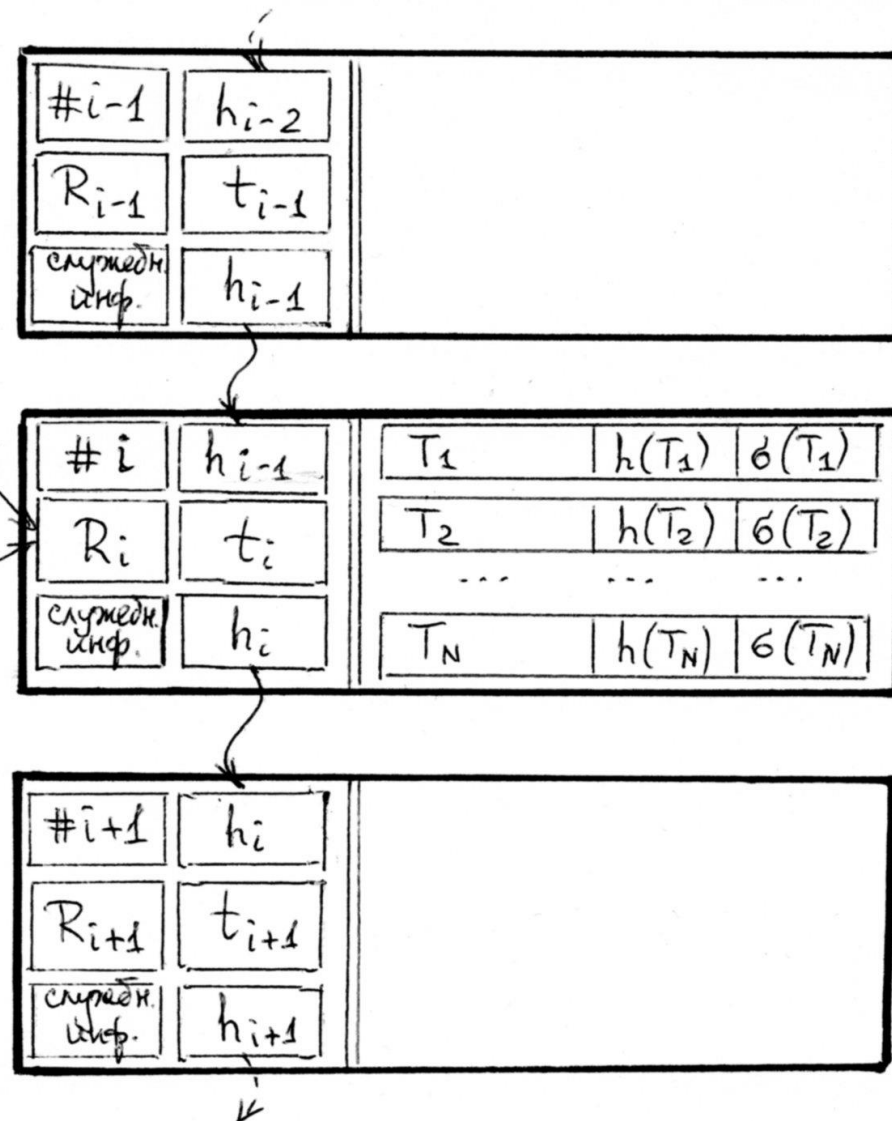 #i-1 h_{i-2}
R_{i-1} t_{i-1}
служебн. h_{i-1}
инф.
#i h_{i-1} T_1 h(T_1) σ(T_1)
R_i t_i T_2 h(T_2) σ(T_2)
... ... ...
служебн. h_i T_N h(T_N) σ(T_N)
инф.
#i+1 h_i
R_{i+1} t_{i+1}
служебн. h_{i+1}
инф.